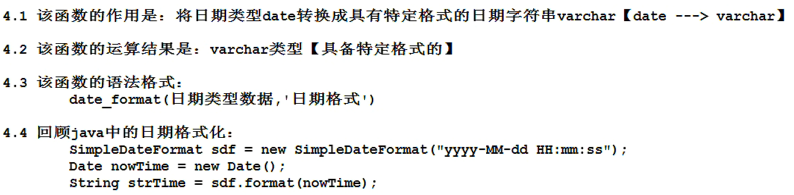 4.1 该函数的作用是：将日期类型date转换成具有特定格式的日期字符串varchar【date ---> varchar】
4.2 该函数的运算结果是：varchar类型【具备特定格式的】
4.3 该函数的语法格式：
date_format(日期类型数据,'日期格式')
4.4 回顾java中的日期格式化：
SimpleDateFormat sdf = new SimpleDateFormat("yyyy-MM-dd HH:mm:ss");
Date nowTime = new Date();
String strTime = sdf.format(nowTime);